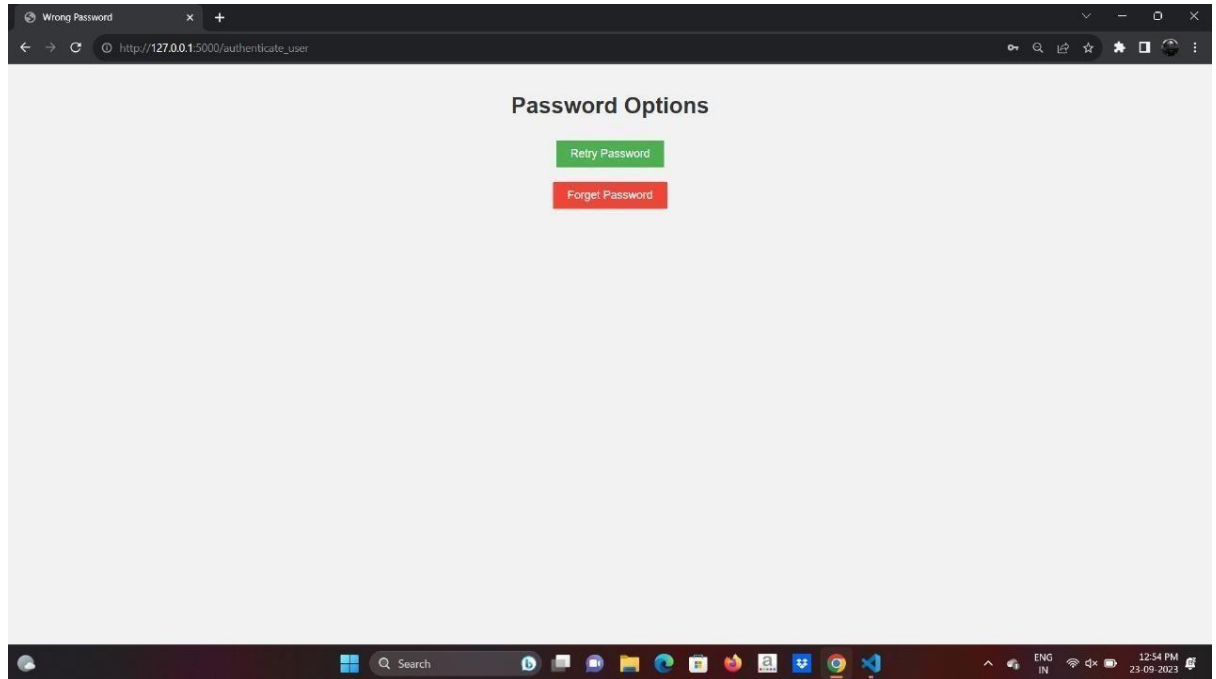 Wrong Password
http://127.0.0.1:5000/authenticate_user
Password Options
Retry Password
Forget Password
Search
ENG
IN
12:54 PM
23-09-2023